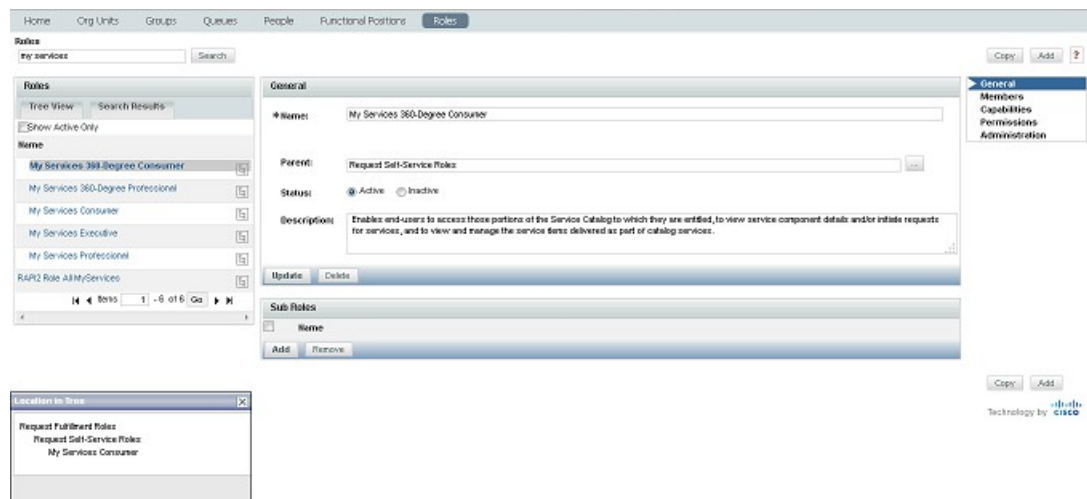 Home Org Units Groups Queues People Functional Positions Roles
Roles
my services Search Copy Add ?
Roles
Tree View Search Results
Show Active Only
Name
My Services 360-Degree Consumer
My Services 360-Degree Professional
My Services Consumer
My Services Executive
My Services Professional
RAPI2 Role All MyServices
Items 1 - 6 of 6 Go
General
*Name: My Services 360-Degree Consumer
Parent: Request Self-Service Roles ...
Status: Active Inactive
Description: Enables end-users to access those portions of the Service Catalog to which they are entitled, to view service component details and/or initiate requests
for services, and to view and manage the service items delivered as part of catalog services.
Update Delete
Sub Roles
Name
Add Remove
General
Members
Capabilities
Permissions
Administration
Copy Add
Technology by CISCO
Location in Tree
Request Fulfillment Roles
Request Self-Service Roles
My Services Consumer